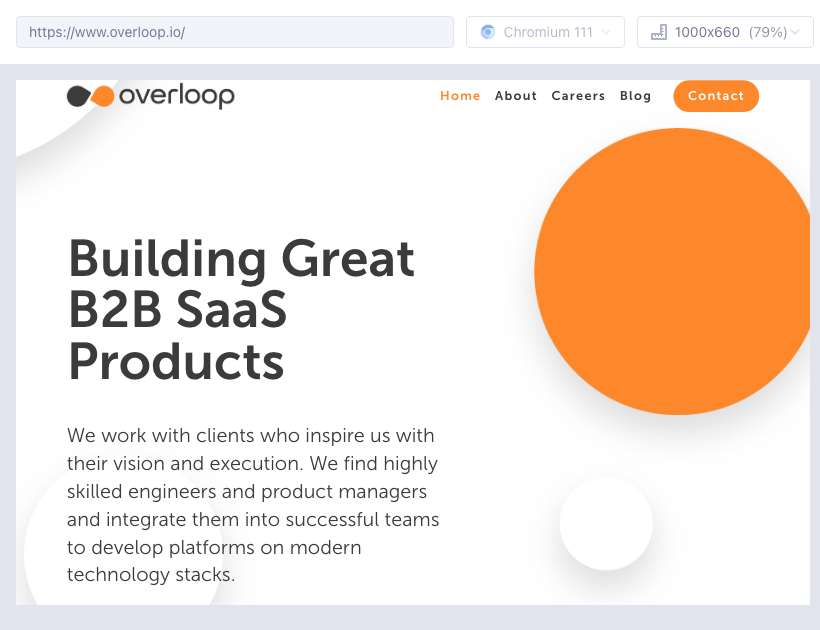 https://www.overloop.io/
Chromium 111
1000x660 (79%)
overloop
Home About Careers Blog Contact
Building Great
B2B SaaS
Products
We work with clients who inspire us with
their vision and execution. We find highly
skilled engineers and product managers
and integrate them into successful teams
to develop platforms on modern
technology stacks.